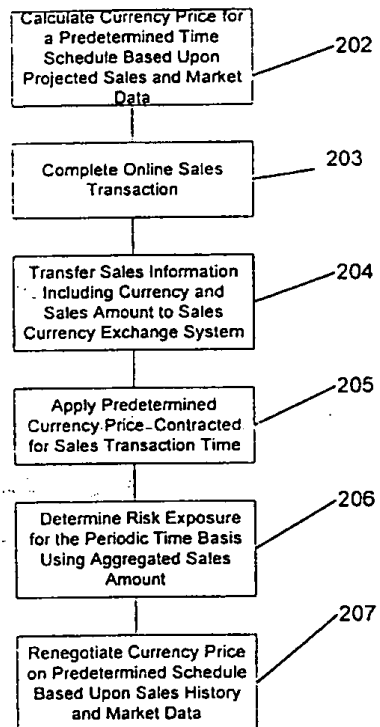 Calculate Currency Price for
a Predetermined Time
Schedule Based Upon
Projected Sales and Market
Data
202
Complete Online Sales
Transaction
203
Transfer Sales Information
Including Currency and
Sales Amount to Sales
Currency Exchange System
204
Apply Predetermined
Currency Price-Contracted
for Sales Transaction Time
205
Determine Risk Exposure
for the Periodic Time Basis
Using Aggregated Sales
Amount
206
Renegotiate Currency Price
on Predetermined Schedule
Based Upon Sales History
and Market Data
207